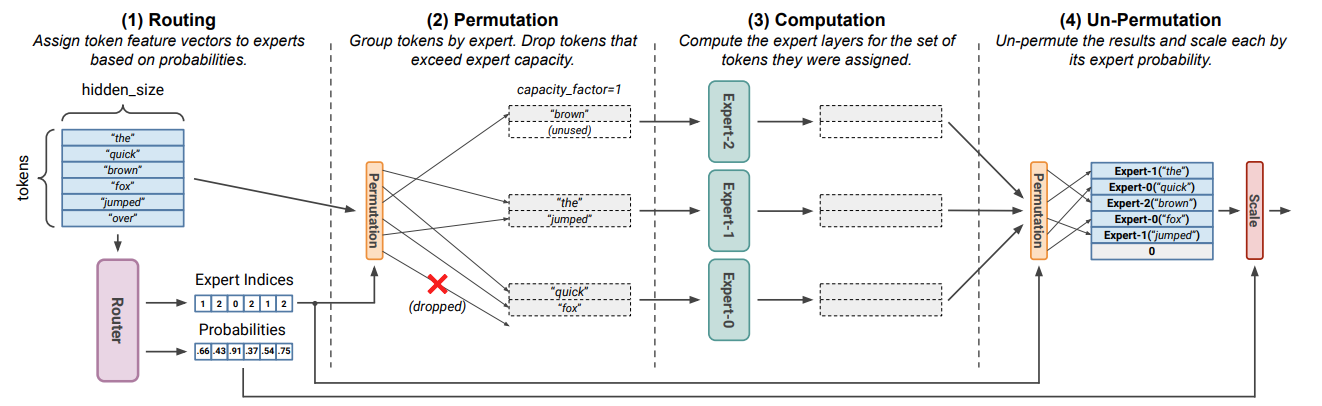 (1) Routing
Assign token feature vectors to experts
based on probabilities.
hidden_size
tokens
"the"
"quick"
"brown"
"fox"
"jumped"
"over"
Router
Expert Indices
1 2 0 2 1 2
Probabilities
.66 .43 .91 .37 .54 .75
(2) Permutation
Group tokens by expert. Drop tokens that
exceed expert capacity.
capacity_factor=1
Permutation
"brown"
(unused)
"the"
"jumped"
"quick"
"fox"
(dropped)
(3) Computation
Compute the expert layers for the set of
tokens they were assigned.
Expert-2
Expert-1
Expert-0
(4) Un-Permutation
Un-permute the results and scale each by
its expert probability.
Permutation
Expert-1("the")
Expert-0("quick")
Expert-2("brown")
Expert-0("fox")
Expert-1("jumped")
0
Scale